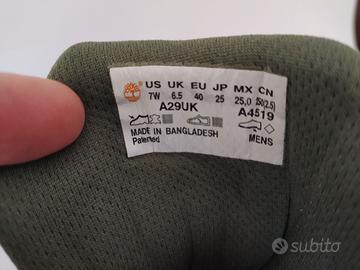 US UK EU JP MX CN
7W 6.5 40 25 25,0 250(2.5)
A29UK A4519
MADE IN BANGLADESH
Patented MENS
subito